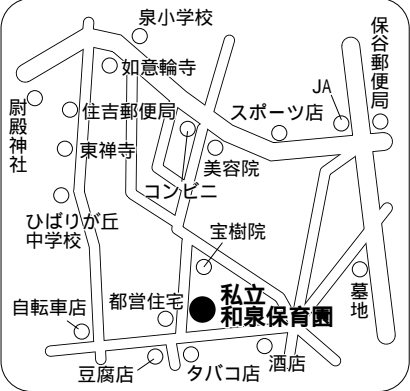 泉小学校
保谷郵便局
如意輪寺
JA
尉殿神社
住吉郵便局
スポーツ店
東禅寺
美容院
コンビニ
ひばりが丘
中学校
宝樹院
墓地
私立
和泉保育園
都営住宅
自転車店
豆腐店
タバコ店
酒店